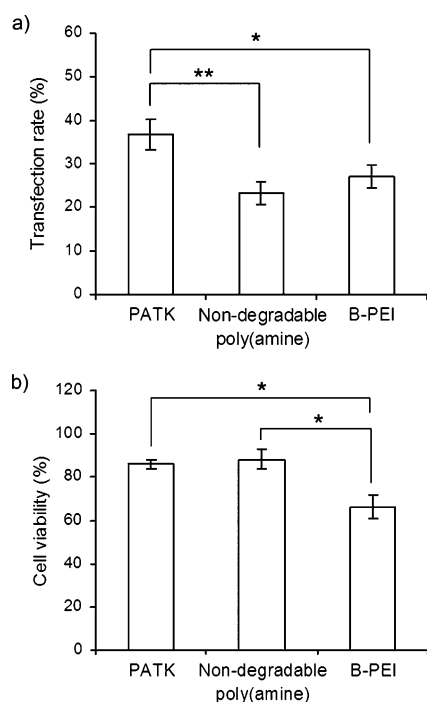 a)
60
50
40
30
20
10
0
Transfection rate (%)
*
**
PATK
Non-degradable
poly(amine)
B-PEI
b)
120
100
80
60
40
20
0
Cell viability (%)
*
*
PATK
Non-degradable
poly(amine)
B-PEI